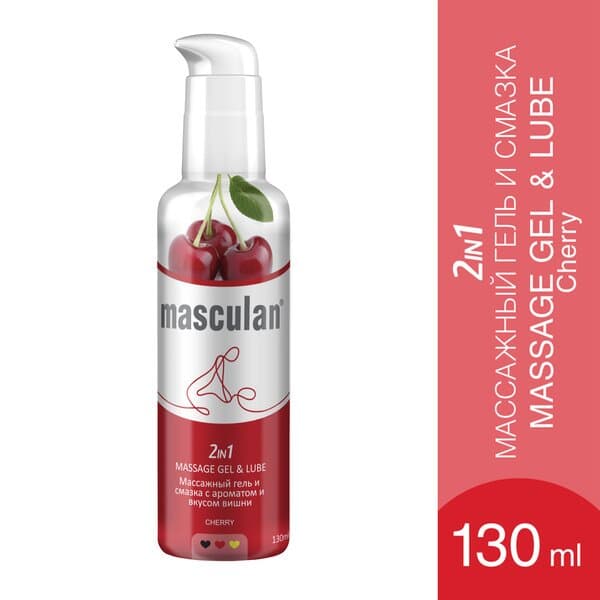 masculan®
2IN1
MASSAGE GEL & LUBE
Массажный гель и
смазка с ароматом и
вкусом вишни
CHERRY
130ml
2IN1
МАССАЖНЫЙ ГЕЛЬ И СМАЗКА
MASSAGE GEL & LUBE
Cherry
130 ml